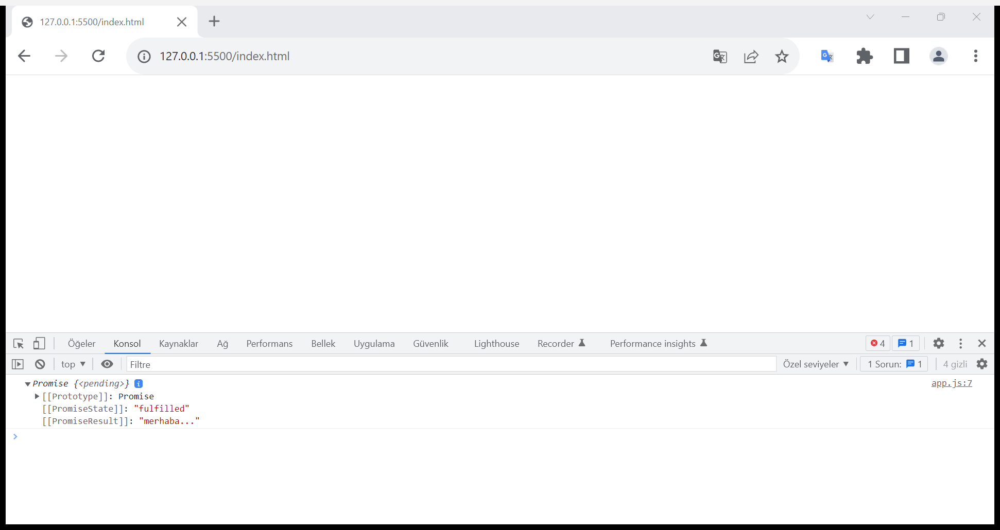 127.0.0.1:5500/index.html
127.0.0.1:5500/index.html
Öğeler Konsol Kaynaklar Ağ Performans Bellek Uygulama Güvenlik Lighthouse Recorder Performance insights 4 1
top Filtre Özel seviyeler 1 Sorun: 1 4 gizli
Promise {<pending>} i app.js:7
[[Prototype]]: Promise
[[PromiseState]]: "fulfilled"
[[PromiseResult]]: "merhaba..."